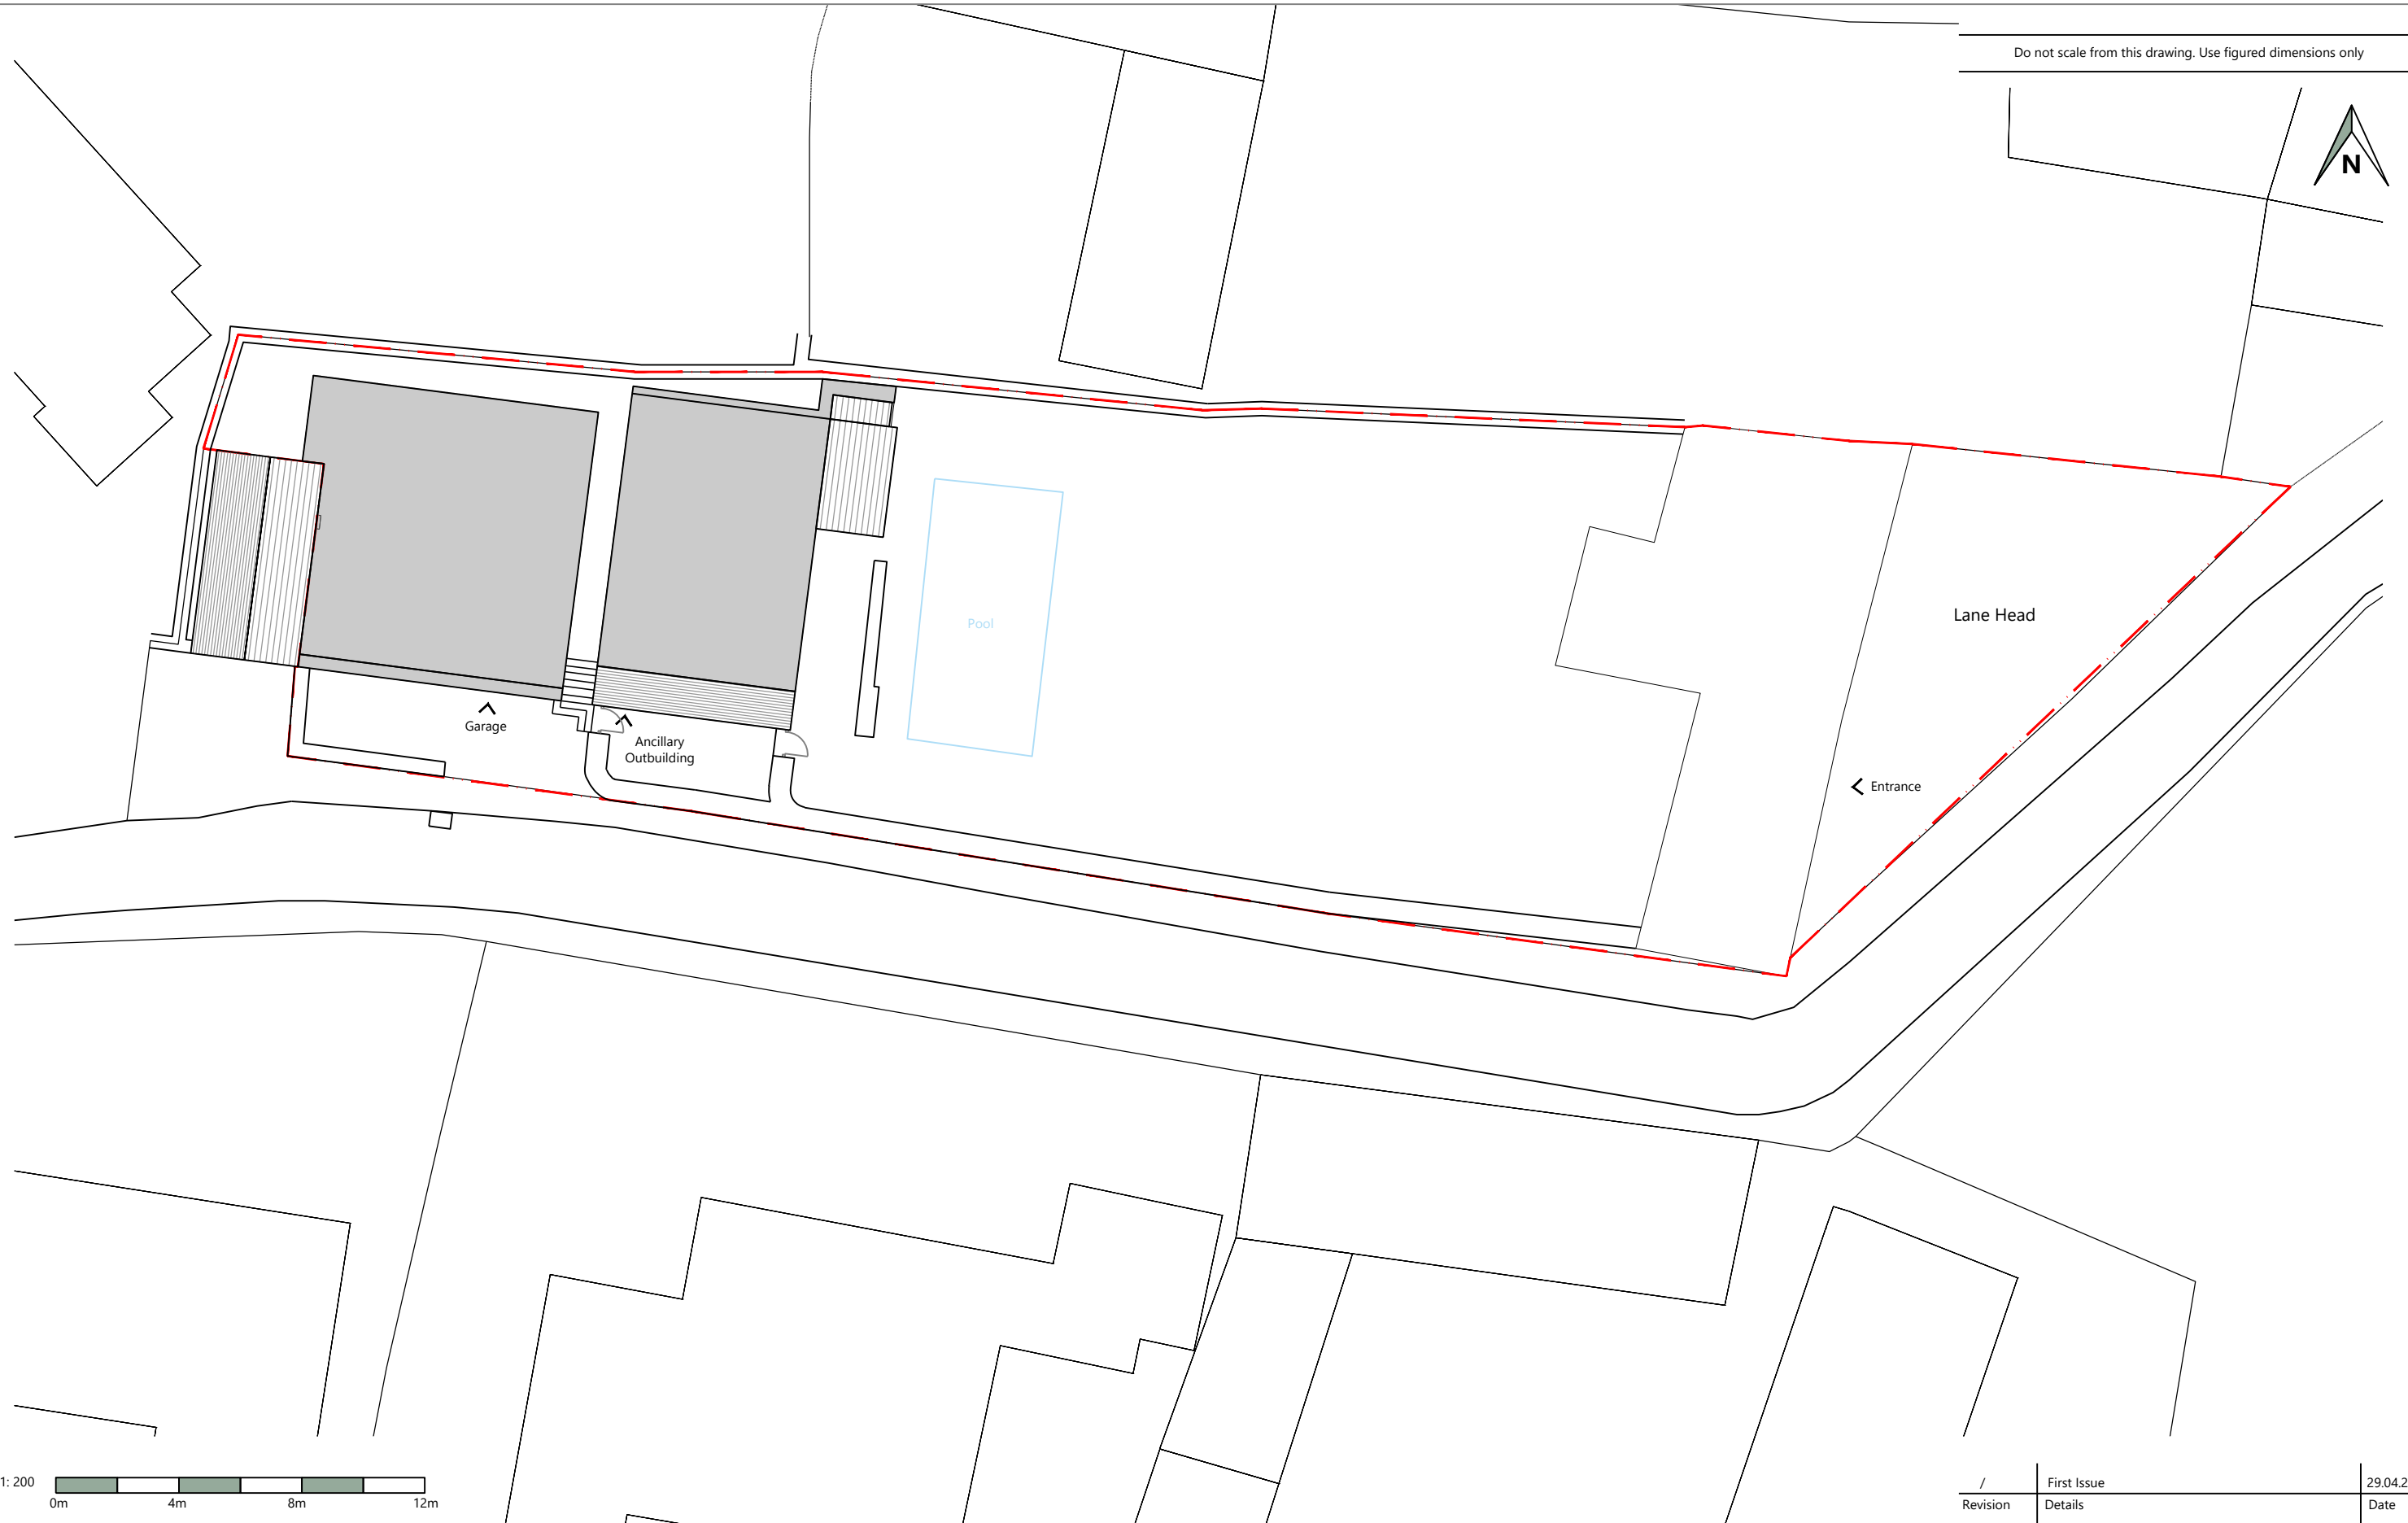 Do not scale from this drawing. Use figured dimensions only
N
Pool
Lane Head
Garage
Ancillary
Outbuilding
Entrance
1: 200
0m 4m 8m 12m
/ First Issue 29.04.2
Revision Details Date